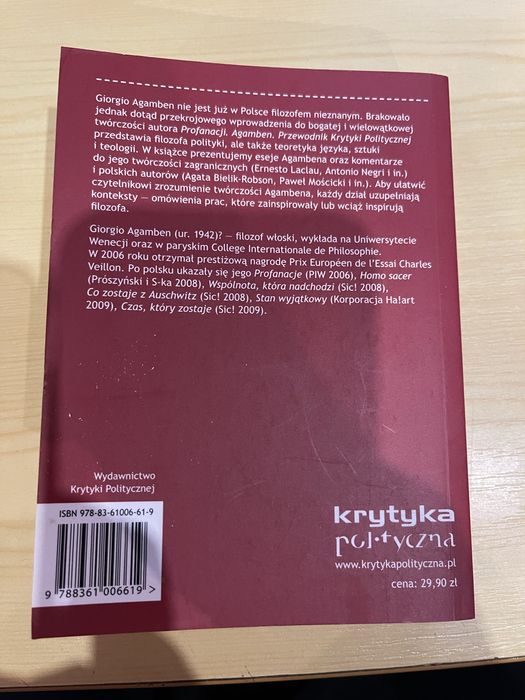 Giorgio Agamben nie jest już w Polsce filozofem nieznanym. Brakowało
jednak dotąd przekrojowego wprowadzenia do bogatej i wielowątkowej
twórczości autora Profanacji. Agamben. Przewodnik Krytyki Politycznej
przedstawia filozofa polityki, ale także teoretyka języka, sztuki
i teologii. W książce prezentujemy eseje Agambena oraz komentarze
do jego twórczości zagranicznych (Ernesto Laclau, Antonio Negri i in.)
i polskich autorów (Agata Bielik-Robson, Paweł Mościcki i in.). Aby ułatwić
czytelnikowi zrozumienie twórczości Agambena, każdy dział uzupełniają
konteksty — omówienia prac, które zainspirowały lub wciąż inspirują
filozofa.
Giorgio Agamben (ur. 1942)? — filozof włoski, wykłada na Uniwersytecie
Wenecji oraz w paryskim College Internationale de Philosophie.
W 2006 roku otrzymał prestiżową nagrodę Prix Européen de l'Essai Charles
Veillon. Po polsku ukazały się jego Profanacje (PIW 2006), Homo sacer
(Prószyński i S-ka 2008), Wspólnota, która nadchodzi (Sic! 2008),
Co zostaje z Auschwitz (Sic! 2008), Stan wyjątkowy (Korporacja Ha!art
2009), Czas, który zostaje (Sic! 2009).
Wydawnictwo
Krytyki Politycznej
ISBN 978-83-61006-61-9
9 788361 006619 >
krytyka
polityczna
www.krytykapolityczna.pl
cena: 29,90 zł